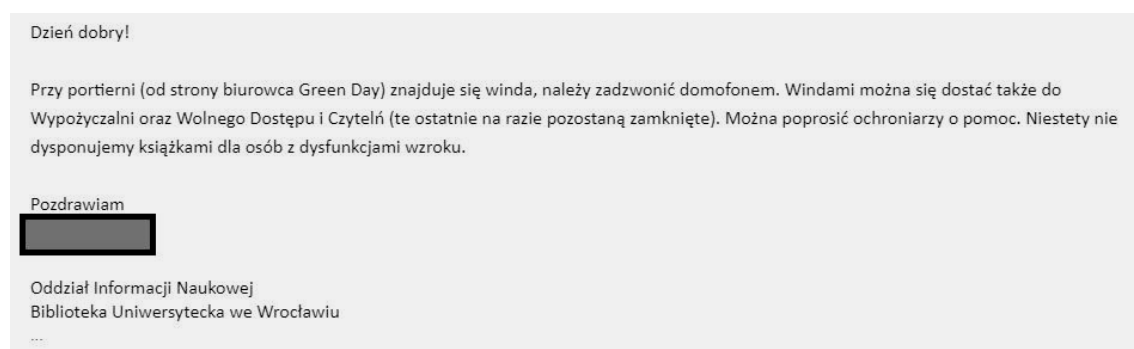 Dzień dobry!
Przy portierni (od strony biurowca Green Day) znajduje się winda, należy zadzwonić domofonem. Windami można się dostać także do
Wypożyczalni oraz Wolnego Dostępu i Czytelń (te ostatnie na razie pozostaną zamknięte). Można poprosić ochroniarzy o pomoc. Niestety nie
dysponujemy książkami dla osób z dysfunkcjami wzroku.
Pozdrawiam
Oddział Informacji Naukowej
Biblioteka Uniwersytecka we Wrocławiu
...